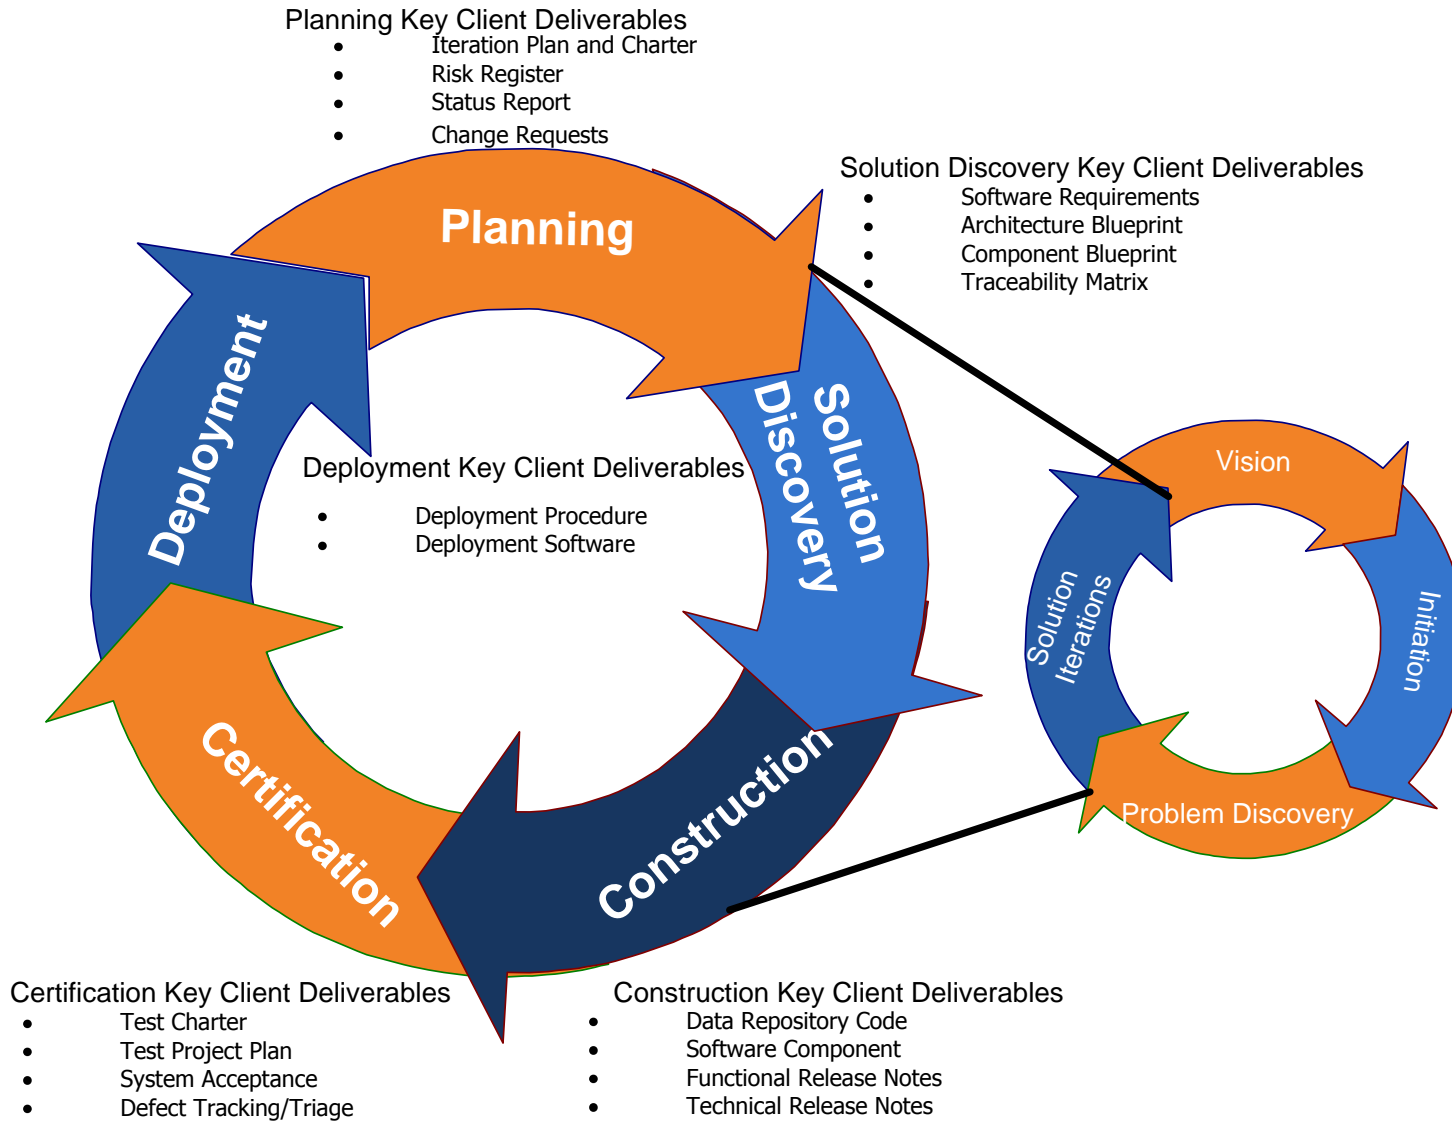 Planning Key Client Deliverables
• Iteration Plan and Charter
• Risk Register
• Status Report
• Change Requests
Solution Discovery Key Client Deliverables
• Software Requirements
• Architecture Blueprint
• Component Blueprint
• Traceability Matrix
Planning
Solution
Discovery
Deployment
Deployment Key Client Deliverables
• Deployment Procedure
• Deployment Software
Certification
Construction
Vision
Initiation
Problem Discovery
Solution
Iterations
Certification Key Client Deliverables
• Test Charter
• Test Project Plan
• System Acceptance
• Defect Tracking/Triage
Construction Key Client Deliverables
• Data Repository Code
• Software Component
• Functional Release Notes
• Technical Release Notes